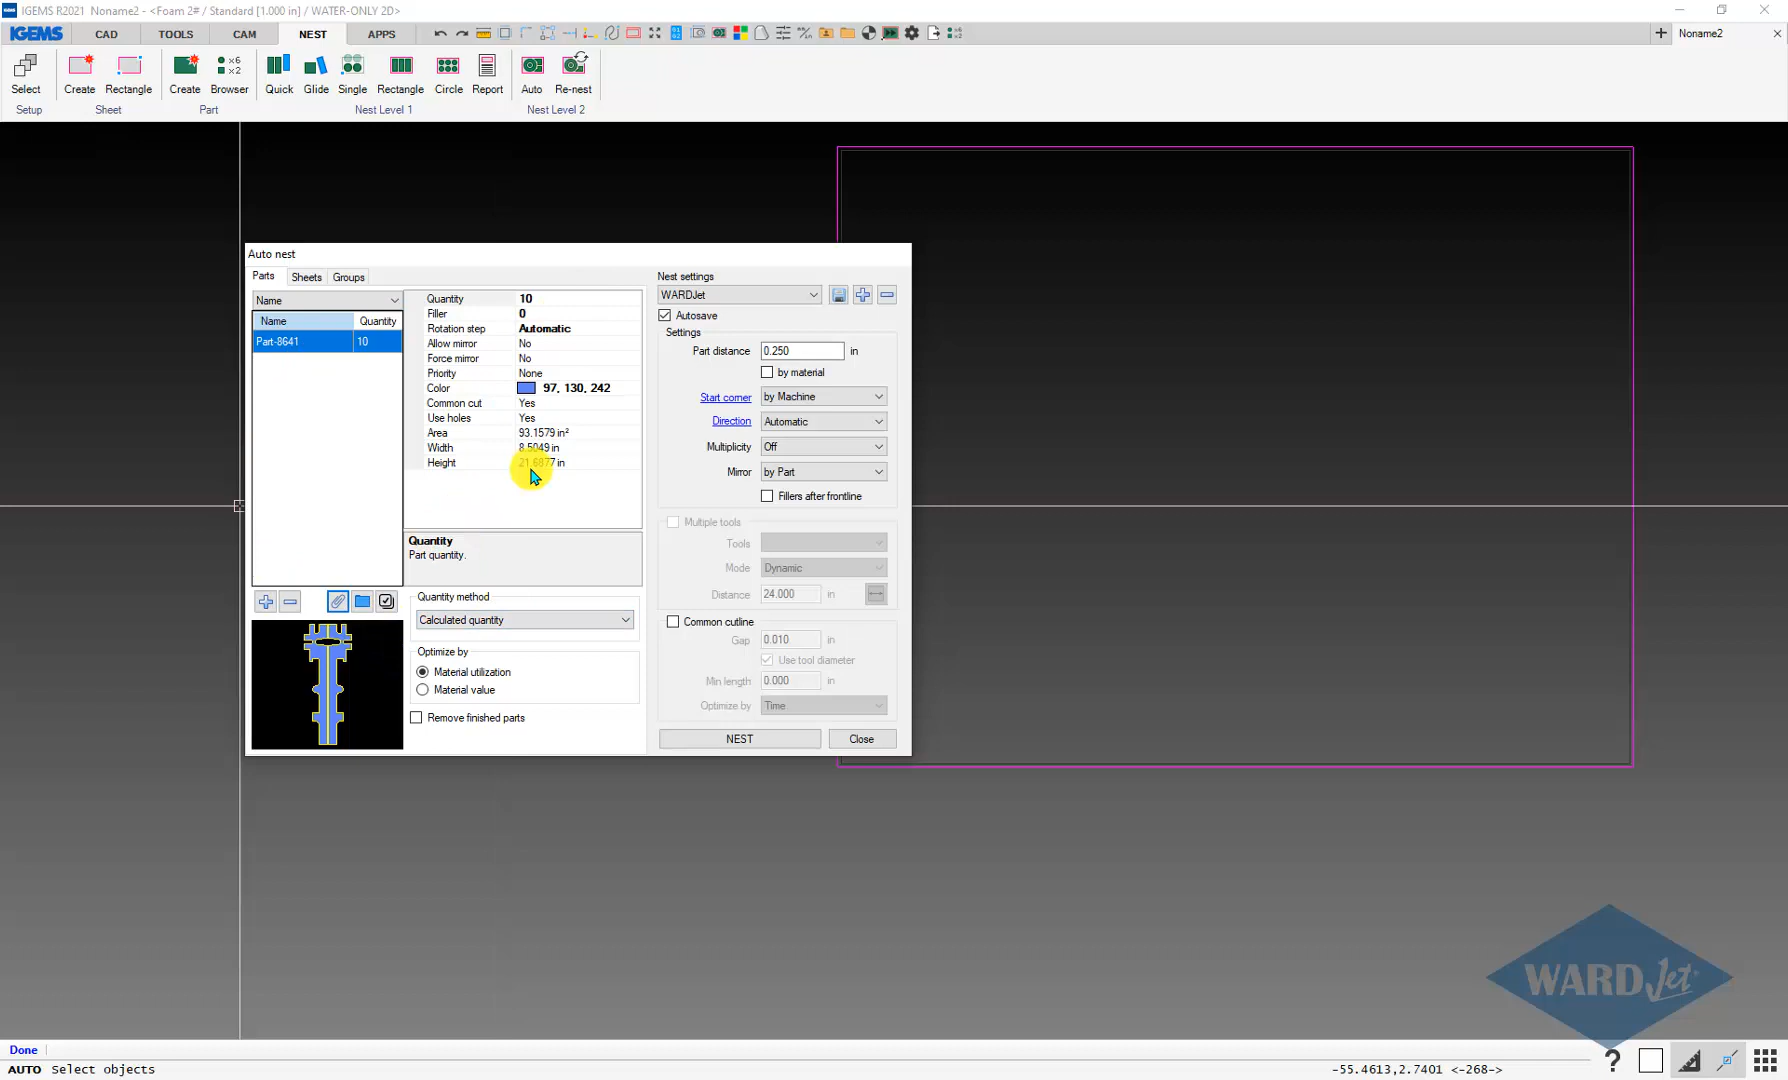 IGEMS R2021 Noname2 - <Foam 2# / Standard [1.000 in] / WATER-ONLY 2D>
IGEMS CAD TOOLS CAM NEST APPS Noname2
x6
x2
Select Create Rectangle Create Browser Quick Glide Single Rectangle Circle Report Auto Re-nest
Setup Sheet Part Nest Level 1 Nest Level 2
Auto nest
Parts Sheets Groups
Name
Name Quantity
Part-8641 10
Quantity 10
Filler 0
Rotation step Automatic
Allow mirror No
Force mirror No
Priority None
Color 97, 130, 242
Common cut Yes
Use holes Yes
Area 93.1579 in²
Width 8.5049 in
Height 21.6877 in
Quantity
Part quantity.
Quantity method
Calculated quantity
Optimize by
Material utilization
Material value
Remove finished parts
Nest settings
WARDJet
Autosave
Settings
Part distance 0.250 in
by material
Start corner by Machine
Direction Automatic
Multiplicity Off
Mirror by Part
Fillers after frontline
Multiple tools
Tools
Mode Dynamic
Distance 24.000 in
Common cutline
Gap 0.010 in
Use tool diameter
Min length 0.000 in
Optimize by Time
NEST Close
WARDJet
Done
AUTO Select objects
-55.4613,2.7401 <-268->